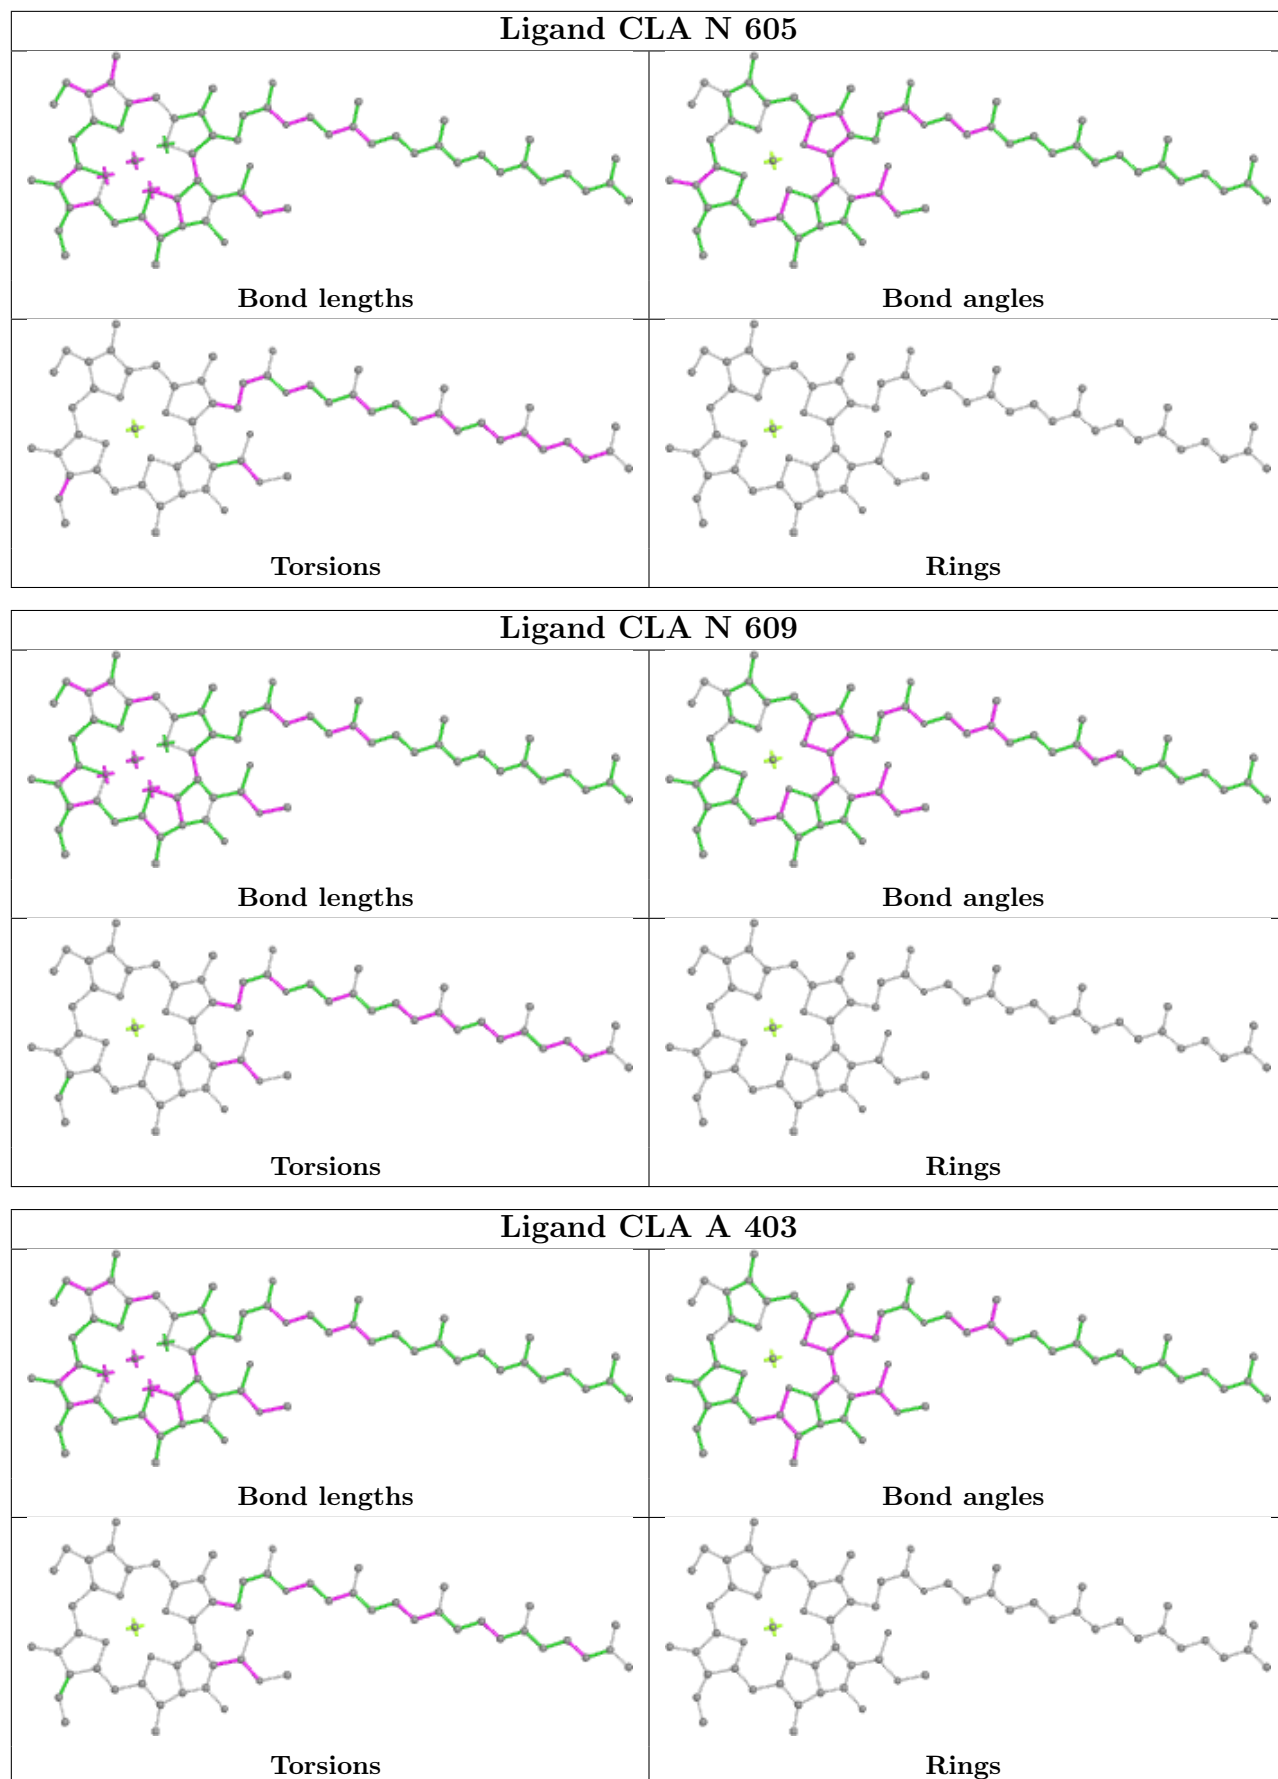 Ligand CLA N 605
Bond lengths
Bond angles
Torsions
Rings
Ligand CLA N 609
Bond lengths
Bond angles
Torsions
Rings
Ligand CLA A 403
Bond lengths
Bond angles
Torsions
Rings